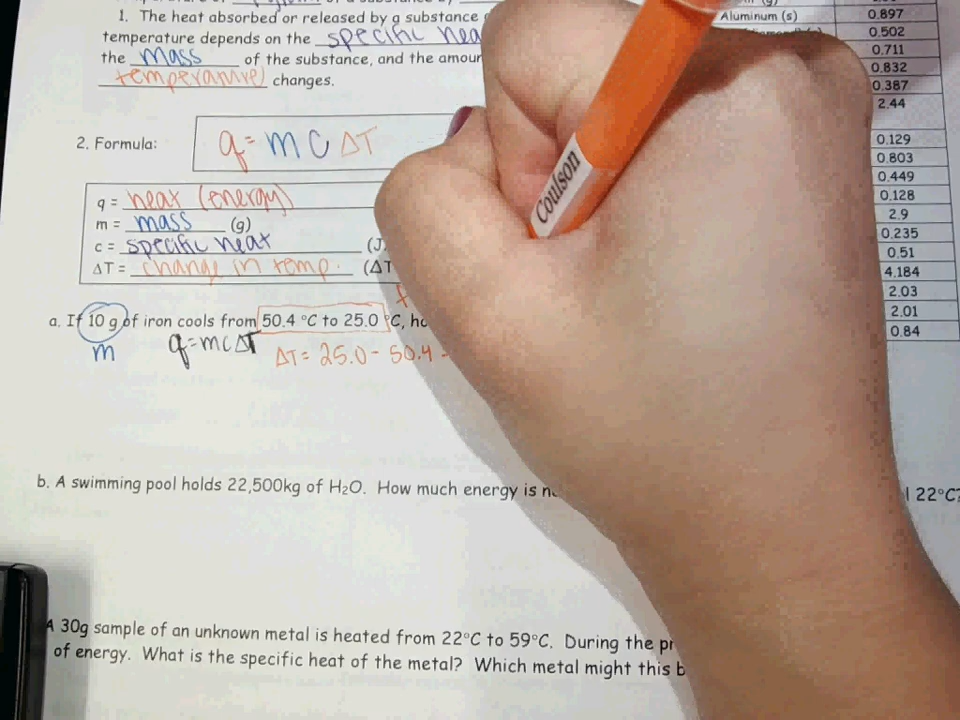 1. The heat absorbed or released by a substance
temperature depends on the specific hea
the mass of the substance, and the amoun
temperature changes.
2. Formula:
q = m C ΔT
q = heat (energy)
m = mass (g)
c = specific heat (J
ΔT = change in temp. (ΔT
a. If 10 g of iron cools from 50.4 °C to 25.0 °C, ho
m q=mCΔT ΔT = 25.0 - 50.4
b. A swimming pool holds 22,500kg of H₂O. How much energy is n 22°C?
A 30g sample of an unknown metal is heated from 22°C to 59°C. During the pr
of energy. What is the specific heat of the metal? Which metal might this b
Coulson
(g)
Aluminum (s) 0.897
0.502
0.711
0.832
0.387
2.44
0.129
0.803
0.449
0.128
2.9
0.235
0.51
4.184
2.03
2.01
0.84